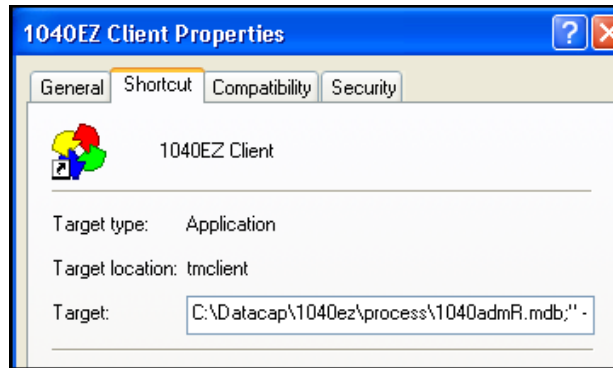 1040EZ Client Properties
General Shortcut Compatibility Security
1040EZ Client
Target type: Application
Target location: tmclient
Target: C:\Datacap\1040ez\process\1040admR.mdb;" -